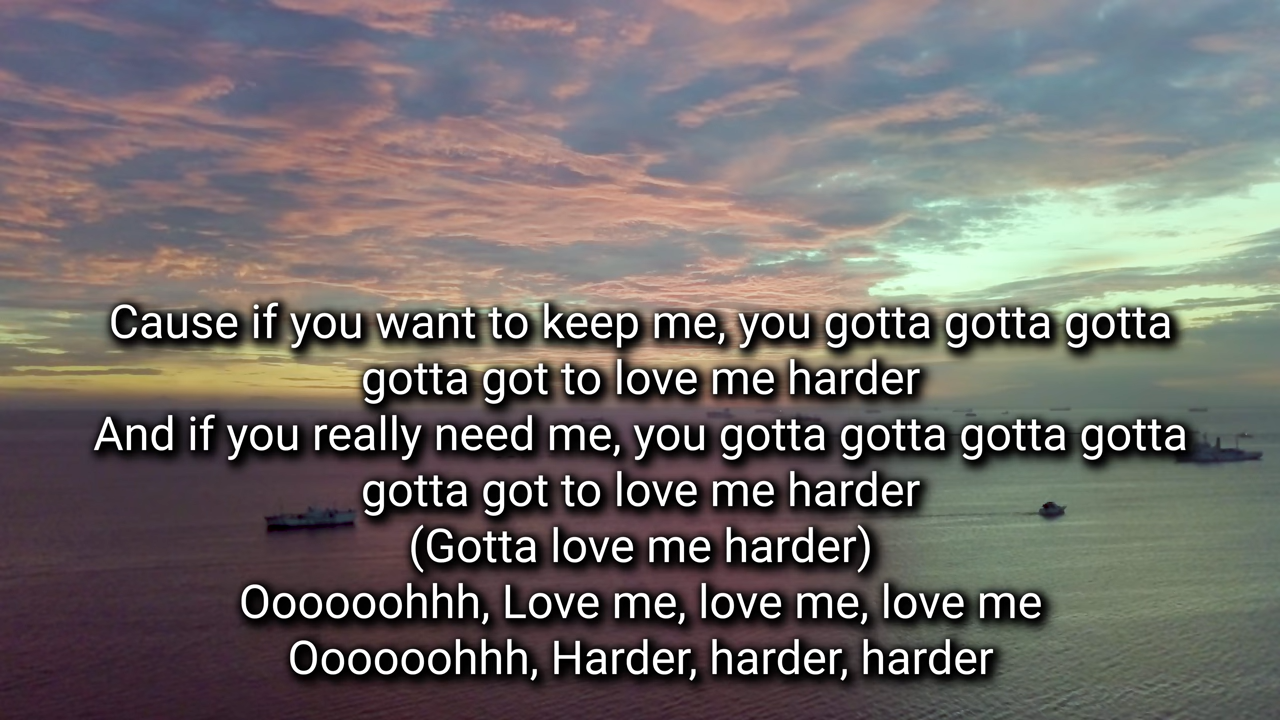 Cause if you want to keep me, you gotta gotta gotta
gotta got to love me harder
And if you really need me, you gotta gotta gotta gotta
gotta got to love me harder
(Gotta love me harder)
Oooooohhh, Love me, love me, love me
Oooooohhh, Harder, harder, harder